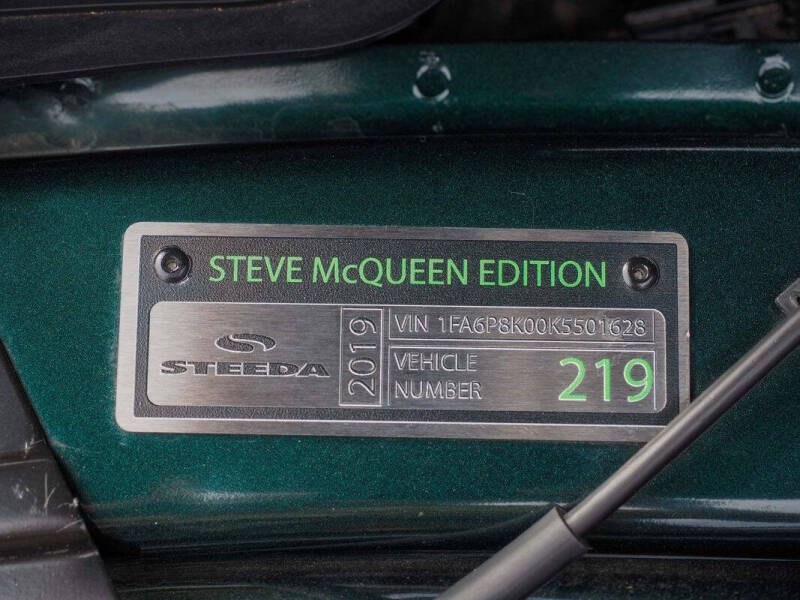 STEVE McQUEEN EDITION
STEEDA
2019
VIN 1FA6P8K00K5501628
VEHICLE
NUMBER
219